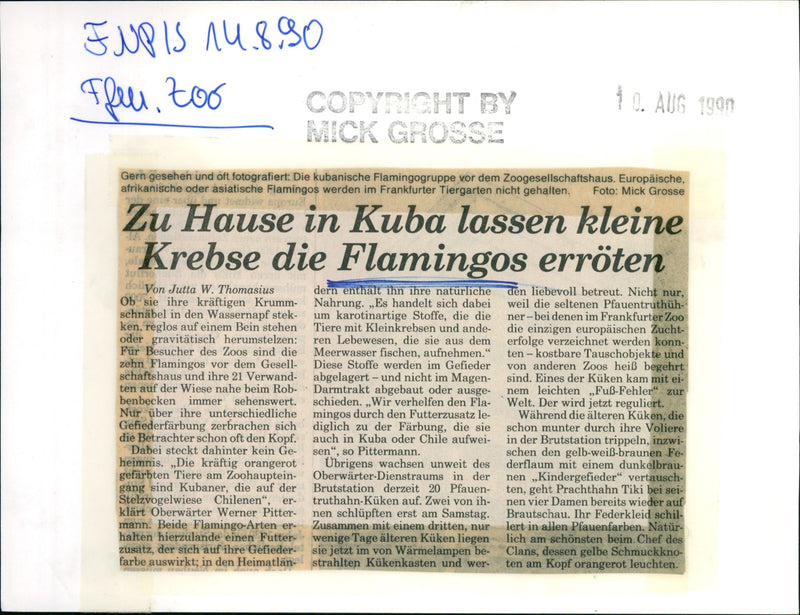 FNP/S 14.8.90
Ffm. Zoo
COPYRIGHT BY
MICK GROSSE
10. AUG 1990
Gern gesehen und oft fotografiert: Die kubanische Flamingogruppe vor dem Zoogesellschaftshaus. Europäische,
afrikanische oder asiatische Flamingos werden im Frankfurter Tiergarten nicht gehalten. Foto: Mick Grosse
Zu Hause in Kuba lassen kleine
Krebse die Flamingos erröten
Von Jutta W. Thomasius
Ob sie ihre kräftigen Krumm-
schnäbel in den Wassernapf stek-
ken, reglos auf einem Bein stehen
oder gravitätisch herumstelzen:
Für Besucher des Zoos sind die
zehn Flamingos vor dem Gesell-
schaftshaus und ihre 21 Verwand-
ten auf der Wiese nahe beim Rob-
benbecken immer sehenswert.
Nur über ihre unterschiedliche
Gefiederfärbung zerbrachen sich
die Betrachter schon oft den Kopf.
Dabei steckt dahinter kein Ge-
heimnis. „Die kräftig orangerot
gefärbten Tiere am Zoohauptein-
gang sind Kubaner, die auf der
Stelzvogelwiese Chilenen“, er-
klärt Oberwärter Werner Pitter-
mann. Beide Flamingo-Arten er-
halten hierzulande einen Futter-
zusatz, der sich auf ihre Gefieder-
farbe auswirkt; in den Heimatlän-
dern enthält ihn ihre natürliche
Nahrung. „Es handelt sich dabei
um karotinartige Stoffe, die die
Tiere mit Kleinkrebsen und ande-
ren Lebewesen, die sie aus dem
Meerwasser fischen, aufnehmen.“
Diese Stoffe werden im Gefieder
abgelagert – und nicht im Magen-
Darmtrakt abgebaut oder ausge-
schieden. „Wir verhelfen den Fla-
mingos durch den Futterzusatz le-
diglich zu der Färbung, die sie
auch in Kuba oder Chile aufwei-
sen“, so Pittermann.
Übrigens wachsen unweit des
Oberwärter-Dienstraums in der
Brutstation derzeit 20 Pfauen-
truthahn-Küken auf. Zwei von ih-
nen schlüpften erst am Samstag.
Zusammen mit einem dritten, nur
wenige Tage älteren Küken liegen
sie jetzt im von Wärmelampen be-
strahlten Kükenkasten und wer-
den liebevoll betreut. Nicht nur,
weil die seltenen Pfauentruthüh-
ner – bei denen im Frankfurter Zoo
die einzigen europäischen Zucht-
erfolge verzeichnet werden konn-
ten – kostbare Tauschobjekte und
von anderen Zoos heiß begehrt
sind. Eines der Küken kam mit ei-
nem leichten „Fuß-Fehler“ zur
Welt. Der wird jetzt reguliert.
Während die älteren Küken, die
schon munter durch ihre Voliere
in der Brutstation trippeln, inzwi-
schen den gelb-weiß-braunen Fe-
derflaum mit einem dunkelbrau-
nen „Kindergefieder“ vertausch-
ten, geht Prachthahn Tiki bei sei-
nen vier Damen bereits wieder auf
Brautschau. Ihr Federkleid schil-
lert in allen Pfauenfarben. Natür-
lich am schönsten beim Chef des
Clans, dessen gelbe Schmuckkno-
ten am Kopf orangerot leuchten.